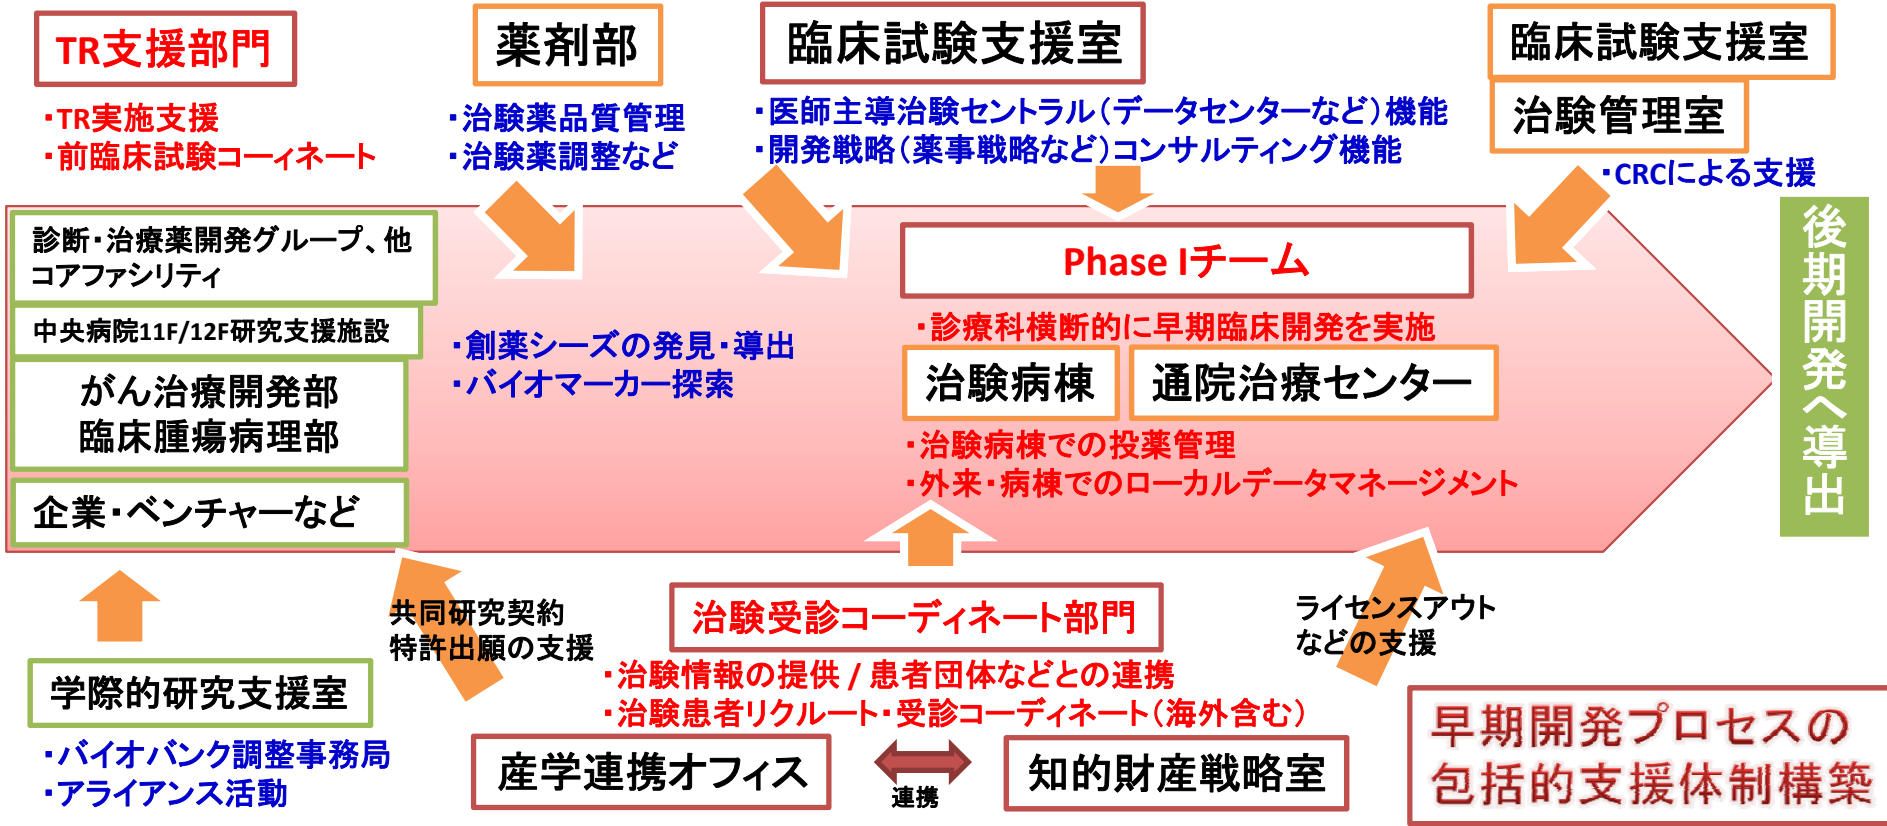 TR支援部門
・TR実施支援
・前臨床試験コーィネート
薬剤部
・治験薬品質管理
・治験薬調整など
臨床試験支援室
・医師主導治験セントラル（データセンターなど）機能
・開発戦略（薬事戦略など）コンサルティング機能
臨床試験支援室
治験管理室
・CRCによる支援
診断・治療薬開発グループ、他
コアファシリティ
中央病院11F/12F研究支援施設
がん治療開発部
臨床腫瘍病理部
企業・ベンチャーなど
・創薬シーズの発見・導出
・バイオマーカー探索
Phase Iチーム
・診療科横断的に早期臨床開発を実施
治験病棟
通院治療センター
・治験病棟での投薬管理
・外来・病棟でのローカルデータマネージメント
後期開発へ導出
学際的研究支援室
・バイオバンク調整事務局
・アライアンス活動
共同研究契約
特許出願の支援
治験受診コーディネート部門
・治験情報の提供 / 患者団体などとの連携
・治験患者リクルート・受診コーディネート（海外含む）
産学連携オフィス
連携
知的財産戦略室
ライセンスアウト
などの支援
早期開発プロセスの
包括的支援体制構築